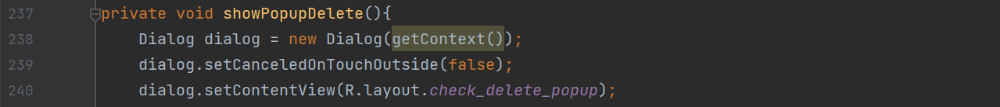 237 private void showPopupDelete(){
238 Dialog dialog = new Dialog(getContext());
239 dialog.setCanceledOnTouchOutside(false);
240 dialog.setContentView(R.layout.check_delete_popup);